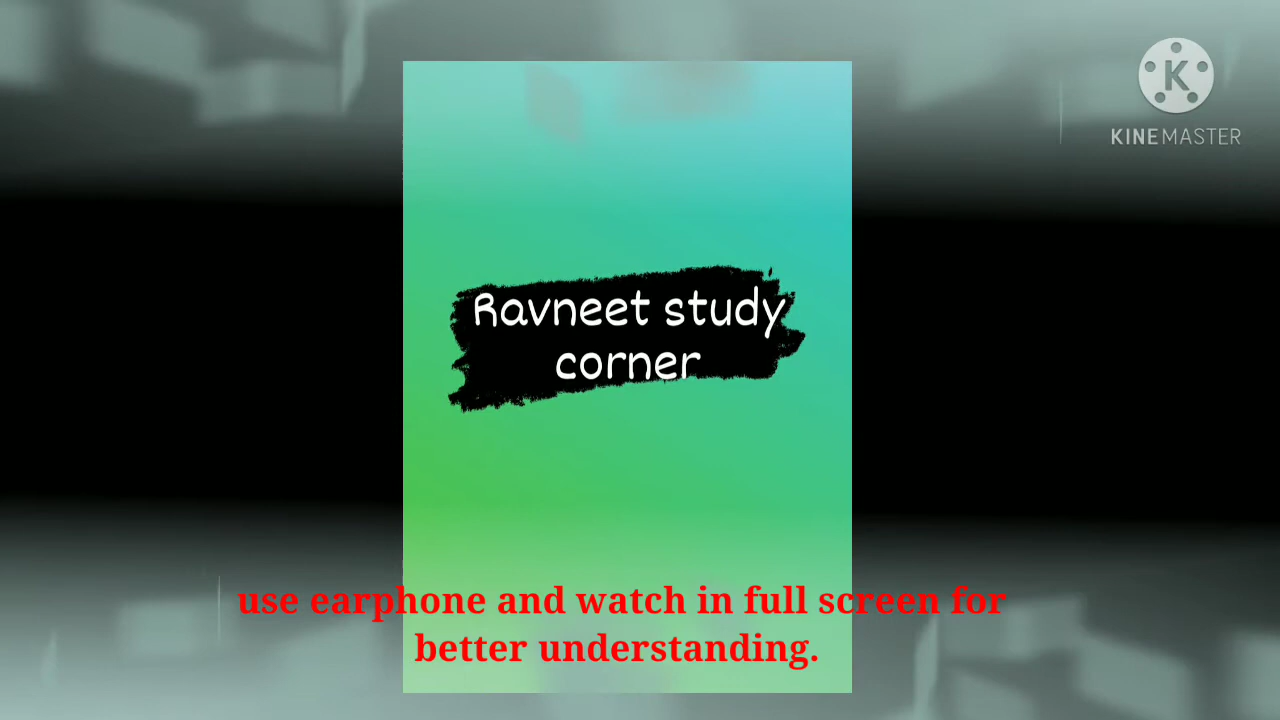 K
KINEMASTER
Ravneet study
corner
use earphone and watch in full screen for
better understanding.